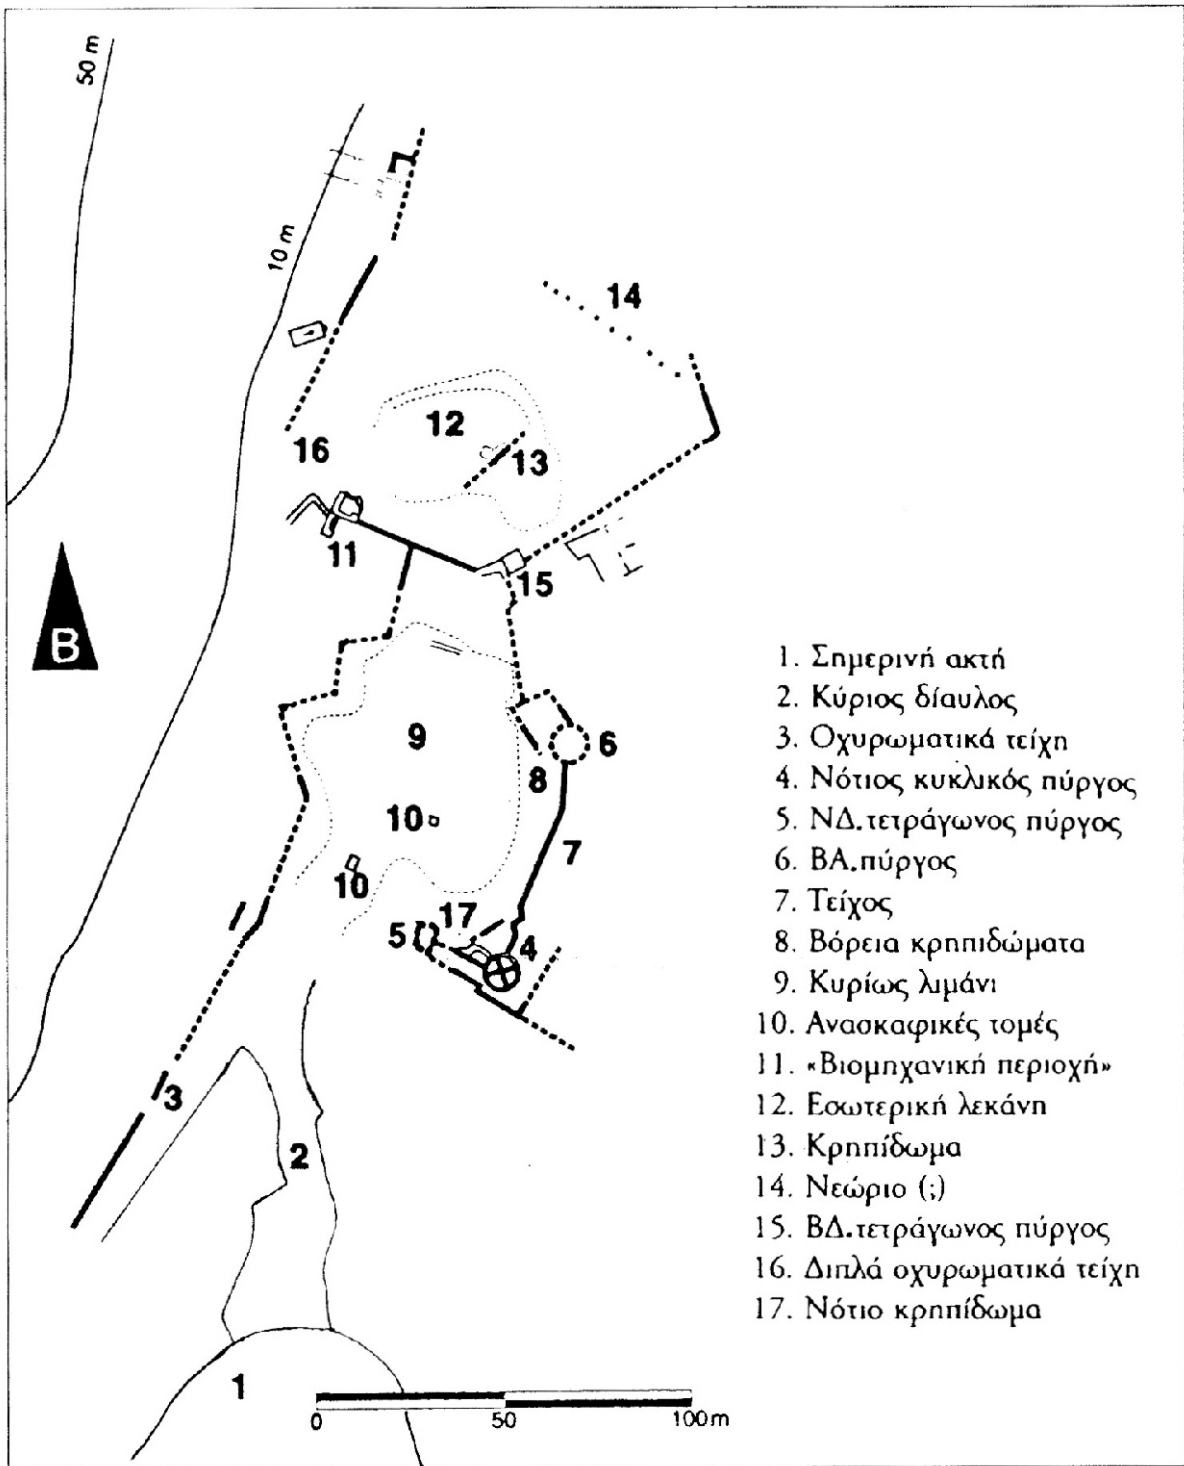 50 m
10 m
14
12
13
16
11
15
B
9
6
8
10
7
10
17
5
4
3
2
1
0 50 100m
1. Σημερινή ακτή
2. Κύριος δίαυλος
3. Οχυρωματικά τείχη
4. Νότιος κυκλικός πύργος
5. ΝΔ.τετράγωνος πύργος
6. ΒΑ.πύργος
7. Τείχος
8. Βόρεια κρηπιδώματα
9. Κυρίως λιμάνι
10. Ανασκαφικές τομές
11. «Βιομηχανική περιοχή»
12. Εσωτερική λεκάνη
13. Κρηπίδωμα
14. Νεώριο (;)
15. ΒΔ.τετράγωνος πύργος
16. Διπλά οχυρωματικά τείχη
17. Νότιο κρηπίδωμα